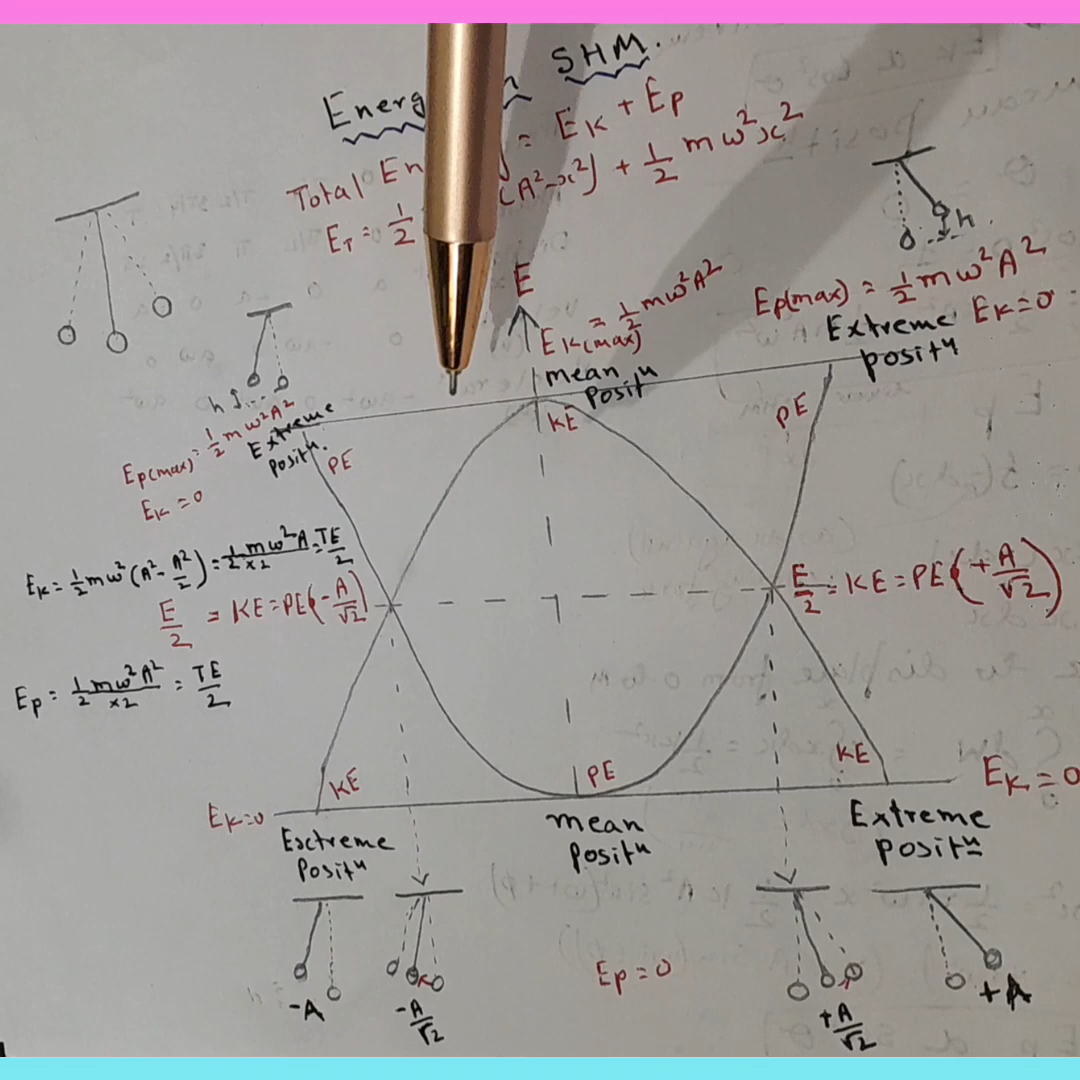 SHM.
= EK + Ep
Total
ET = 1/2 (A²-x²) + 1/2 mω²x²
h.
E
EK(max) = 1/2 mω²A²
mean
positⁿ
Ep(max) = 1/2 mω²A²
EK=0
Extreme
positⁿ
h
Ep(max) = 1/2 mω²A²
EK = 0
Extreme
positⁿ.
PE
KE
PE
EK = 1/2 mω² (A² - A²/2) = 1/2 mω²A/×2 = TE/2
E/2 = KE = PE (-A/√2)
E/2 = KE = PE (+A/√2)
Ep = 1/2 mω²A²/×2 = TE/2
KE
PE
KE
EK=0
EK=0
Extreme
Positⁿ
mean
positⁿ
Extreme
positⁿ
-A
-A/√2
Ep = 0
+A/√2
+A